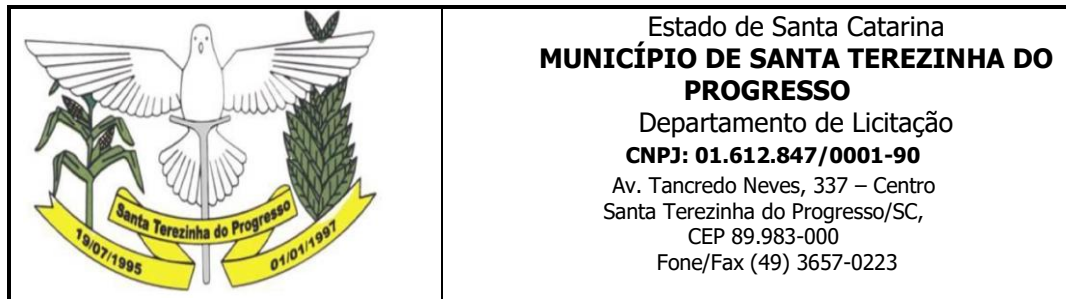 Santa Terezinha do Progresso
19/07/1995
01/01/1997
Estado de Santa Catarina
MUNICÍPIO DE SANTA TEREZINHA DO
PROGRESSO
Departamento de Licitação
CNPJ: 01.612.847/0001-90
Av. Tancredo Neves, 337 – Centro
Santa Terezinha do Progresso/SC,
CEP 89.983-000
Fone/Fax (49) 3657-0223